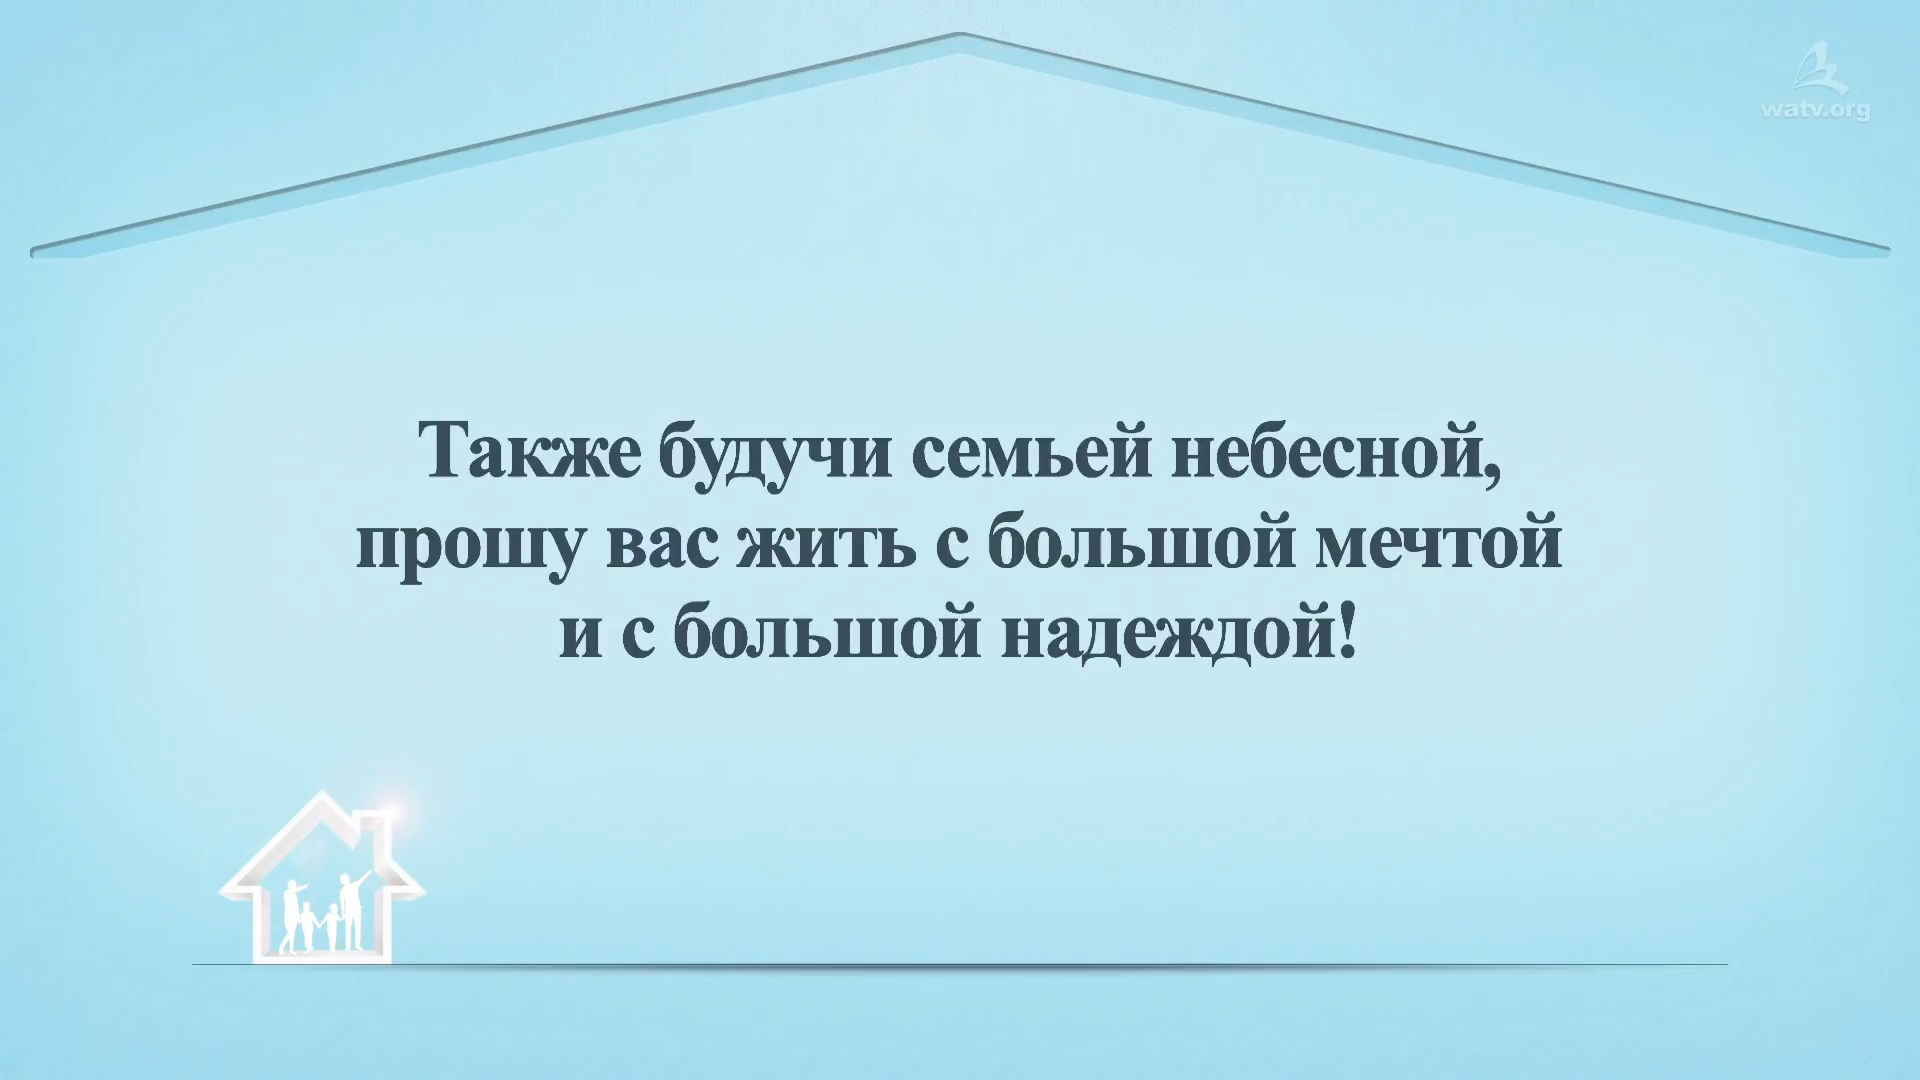 watv.org
Также будучи семьей небесной,
прошу вас жить с большой мечтой
и с большой надеждой!